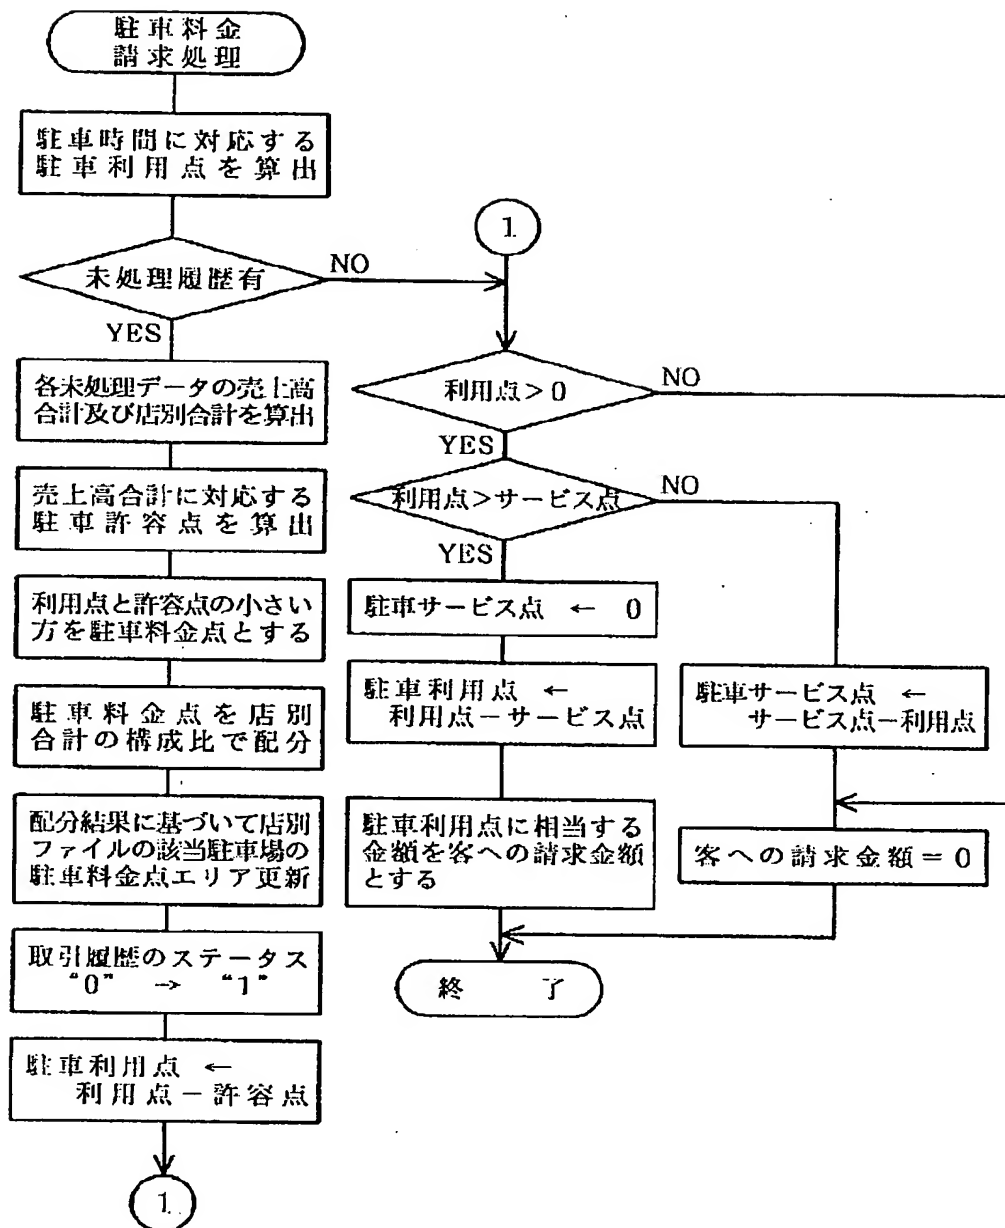 駐車料金
請求処理
駐車時間に対応する
駐車利用点を算出
未処理履歴有
NO
YES
各未処理データの売上高
合計及び店別合計を算出
売上高合計に対応する
駐車許容点を算出
利用点と許容点の小さい
方を駐車料金点とする
駐車料金点を店別
合計の構成比で配分
配分結果に基づいて店別
ファイルの該当駐車場の
駐車料金点エリア更新
取引履歴のステータス
“0” → “1”
駐車利用点 ←
利用点－許容点
1
1
利用点＞0
NO
YES
利用点＞サービス点
NO
YES
駐車サービス点 ← 0
駐車利用点 ←
利用点－サービス点
駐車利用点に相当する
金額を客への請求金額
とする
駐車サービス点 ←
サービス点－利用点
客への請求金額＝0
終了